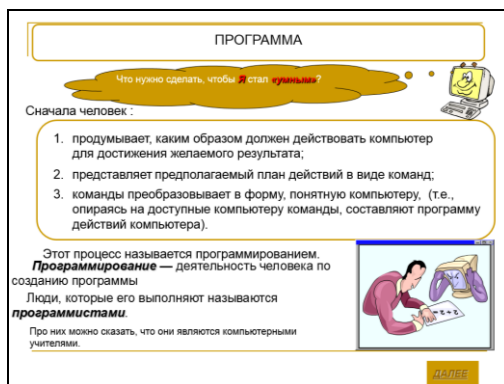 ПРОГРАММА
Что нужно сделать, чтобы Я стал «умным»?
Сначала человек :
1. продумывает, каким образом должен действовать компьютер
для достижения желаемого результата;
2. представляет предполагаемый план действий в виде команд;
3. команды преобразовывает в форму, понятную компьютеру, (т.е.,
опираясь на доступные компьютеру команды, составляют программу
действий компьютера).
Этот процесс называется программированием.
Программирование — деятельность человека по
созданию программы
Люди, которые его выполняют называются
программистами.
Про них можно сказать, что они являются компьютерными
учителями.
2+2=
ДАЛЕЕ